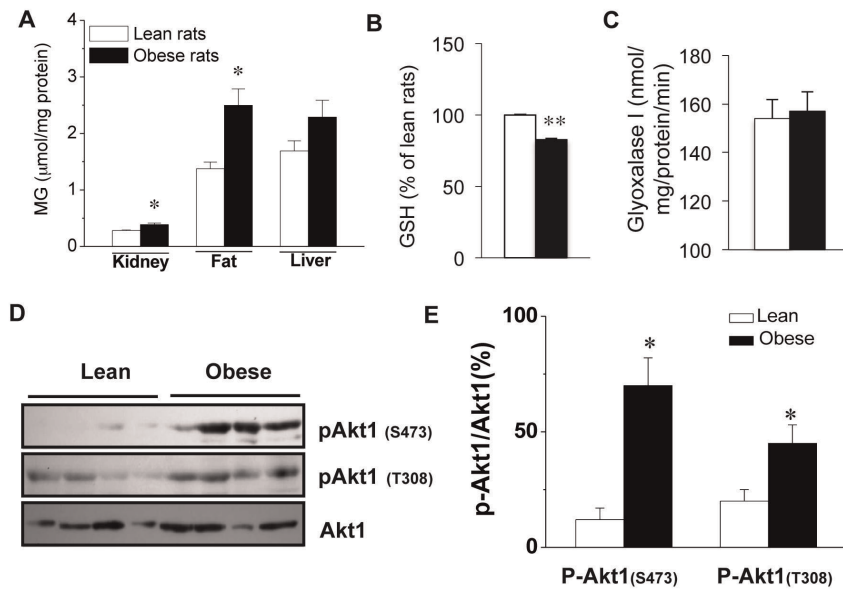 A
Lean rats
Obese rats
MG (μmol/mg protein)
4
3
2
1
0
*
*
Kidney
Fat
Liver
B
GSH (% of lean rats)
150
100
50
0
**
C
Glyoxalase I (nmol/
mg/protein/min)
180
160
140
120
100
D
Lean
Obese
pAkt1 (S473)
pAkt1 (T308)
Akt1
E
Lean
Obese
p-Akt1/Akt1(%)
100
50
0
*
*
P-Akt1(S473)
P-Akt1(T308)